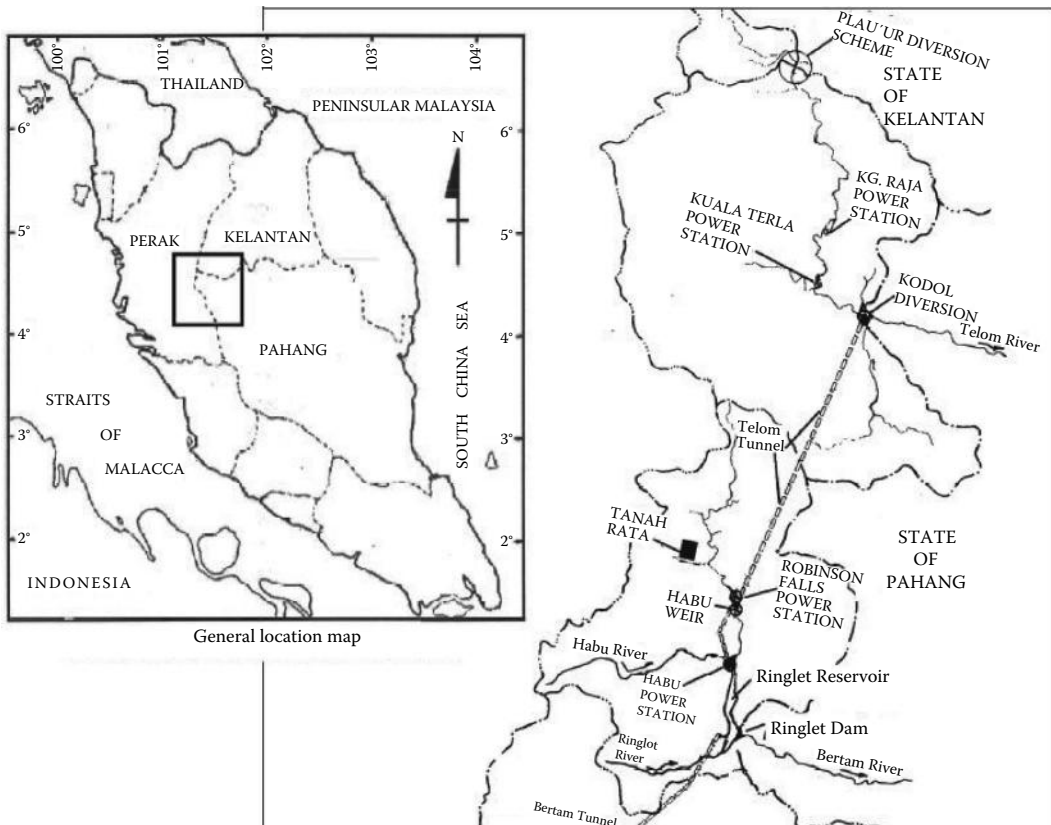 100°
101°
102°
103°
104°
THAILAND
PENINSULAR MALAYSIA
6°
6°
N
5°
5°
PERAK
KELANTAN
4°
4°
PAHANG
SOUTH CHINA SEA
STRAITS
OF
MALACCA
3°
3°
2°
2°
INDONESIA
General location map
PLAU'UR DIVERSION
SCHEME
STATE
OF
KELANTAN
KG. RAJA
POWER
STATION
KUALA TERLA
POWER
STATION
KODOL
DIVERSION
Telom River
Telom
Tunnel
TANAH
RATA
STATE
OF
PAHANG
ROBINSON
FALLS
POWER
STATION
HABU
WEIR
Habu River
HABU
POWER
STATION
Ringlet Reservoir
Ringlet Dam
Ringlot
River
Bertam River
Bertam Tunnel